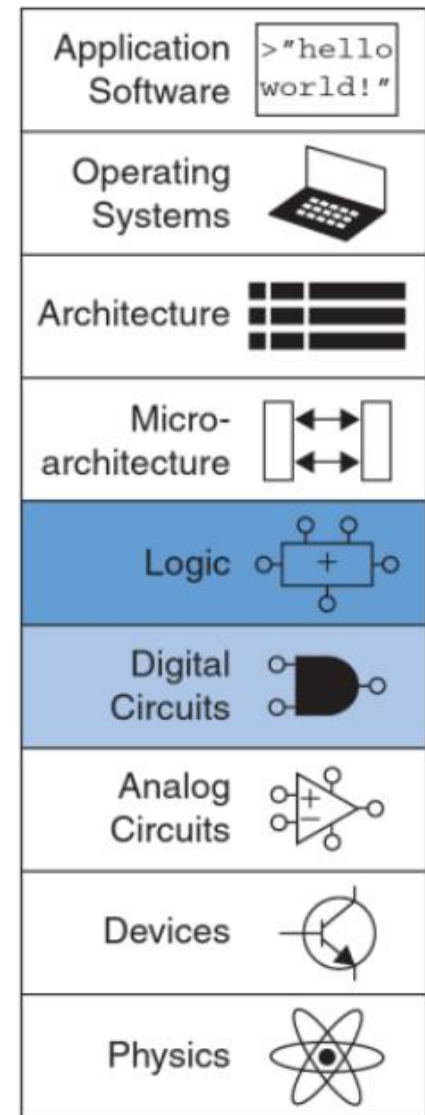 Application
Software
>"hello
world!"
Operating
Systems
Architecture
Micro-
architecture
Logic
+
Digital
Circuits
Analog
Circuits
+
−
Devices
Physics